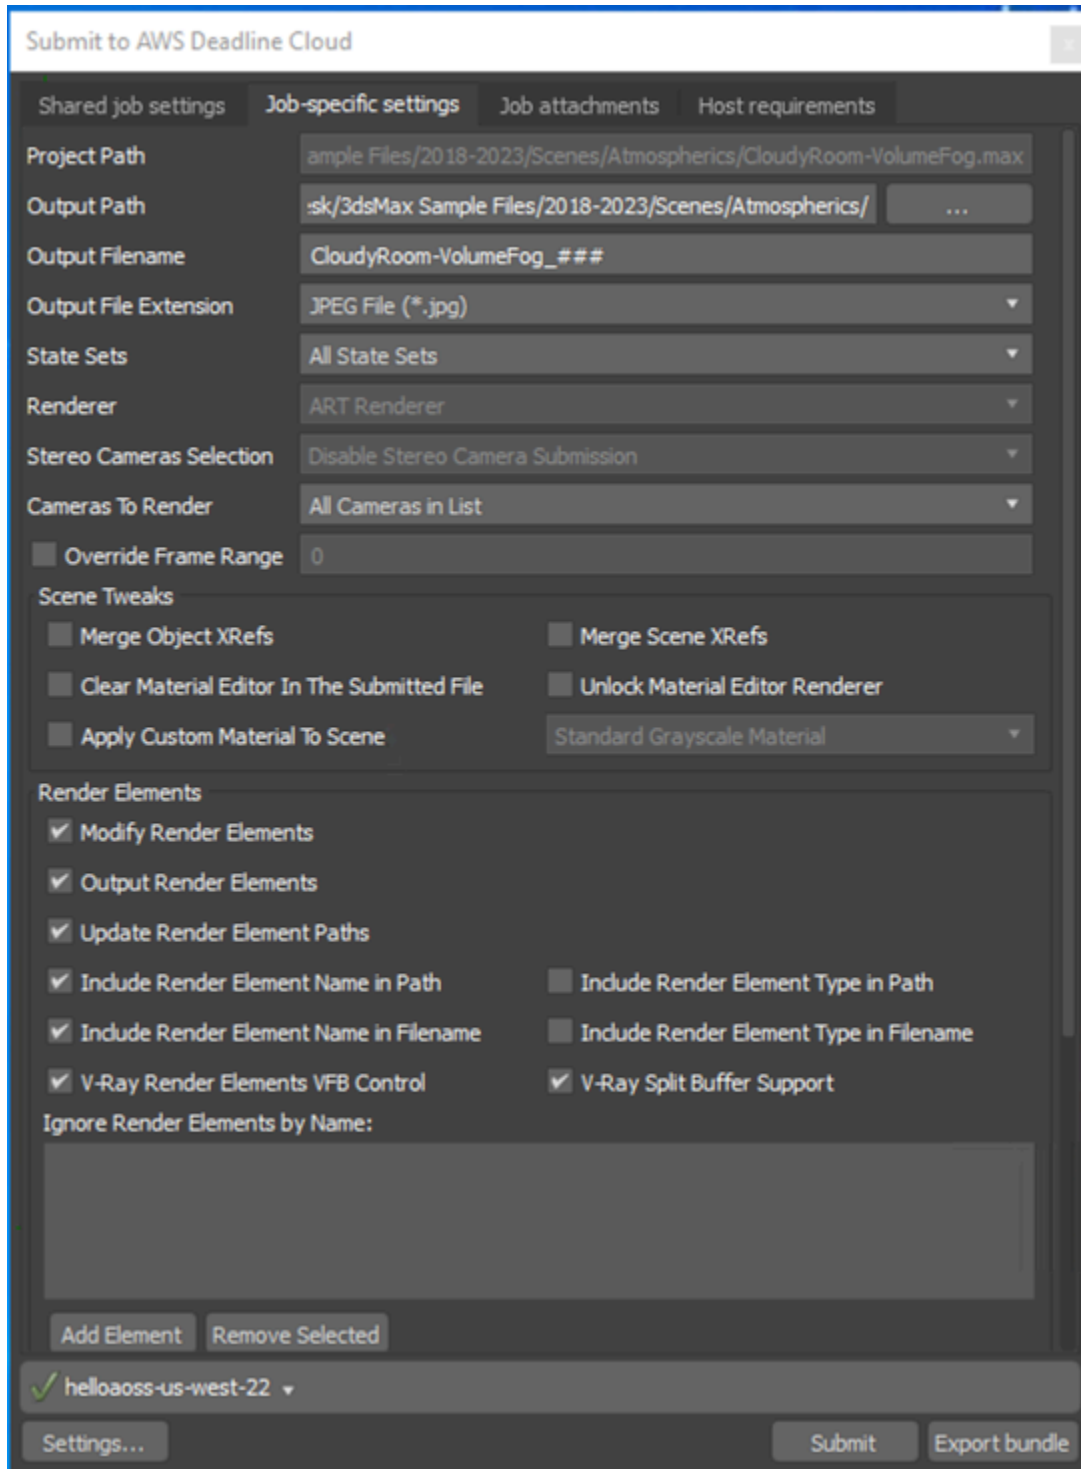 Submit to AWS Deadline Cloud
x
Shared job settings Job-specific settings Job attachments Host requirements
Project Path ample Files/2018-2023/Scenes/Atmospherics/CloudyRoom-VolumeFog.max
Output Path sk/3dsMax Sample Files/2018-2023/Scenes/Atmospherics/ ...
Output Filename CloudyRoom-VolumeFog_###
Output File Extension JPEG File (*.jpg)
State Sets All State Sets
Renderer ART Renderer
Stereo Cameras Selection Disable Stereo Camera Submission
Cameras To Render All Cameras in List
Override Frame Range 0
Scene Tweaks
Merge Object XRefs Merge Scene XRefs
Clear Material Editor In The Submitted File Unlock Material Editor Renderer
Apply Custom Material To Scene Standard Grayscale Material
Render Elements
Modify Render Elements
Output Render Elements
Update Render Element Paths
Include Render Element Name in Path Include Render Element Type in Path
Include Render Element Name in Filename Include Render Element Type in Filename
V-Ray Render Elements VFB Control V-Ray Split Buffer Support
Ignore Render Elements by Name:
Add Element Remove Selected
helloaoss-us-west-22
Settings... Submit Export bundle